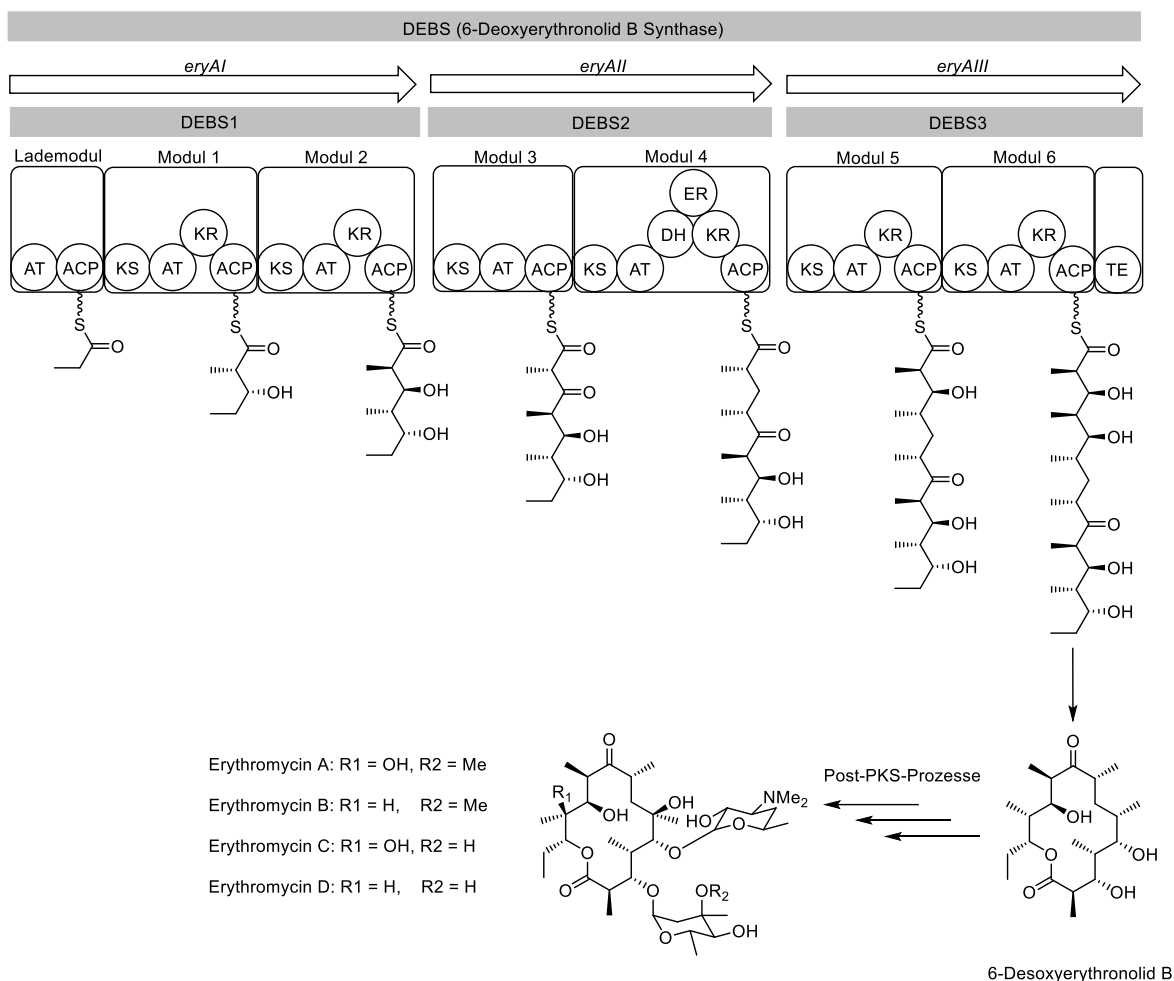 DEBS (6-Deoxyerythronolid B Synthase)
eryAI eryAII eryAIII
DEBS1 DEBS2 DEBS3
Lademodul Modul 1 Modul 2 Modul 3 Modul 4 Modul 5 Modul 6
ER
KR KR DH KR KR KR
AT ACP KS AT ACP KS AT ACP KS AT ACP KS AT ACP KS AT ACP KS AT ACP TE
S S S S S S S
O O O O O O O
OH OH O OH OH
OH OH O OH
OH OH O
OH OH O
OH OH
OH OH
O O
Erythromycin A: R1 = OH, R2 = Me
Post-PKS-Prozesse
R1 OH NMe2
Erythromycin B: R1 = H, R2 = Me
OH HO O OH
Erythromycin C: R1 = OH, R2 = H
O O O OH
Erythromycin D: R1 = H, R2 = H
O O OR2 O OH
O OH
6-Desoxyerythronolid B